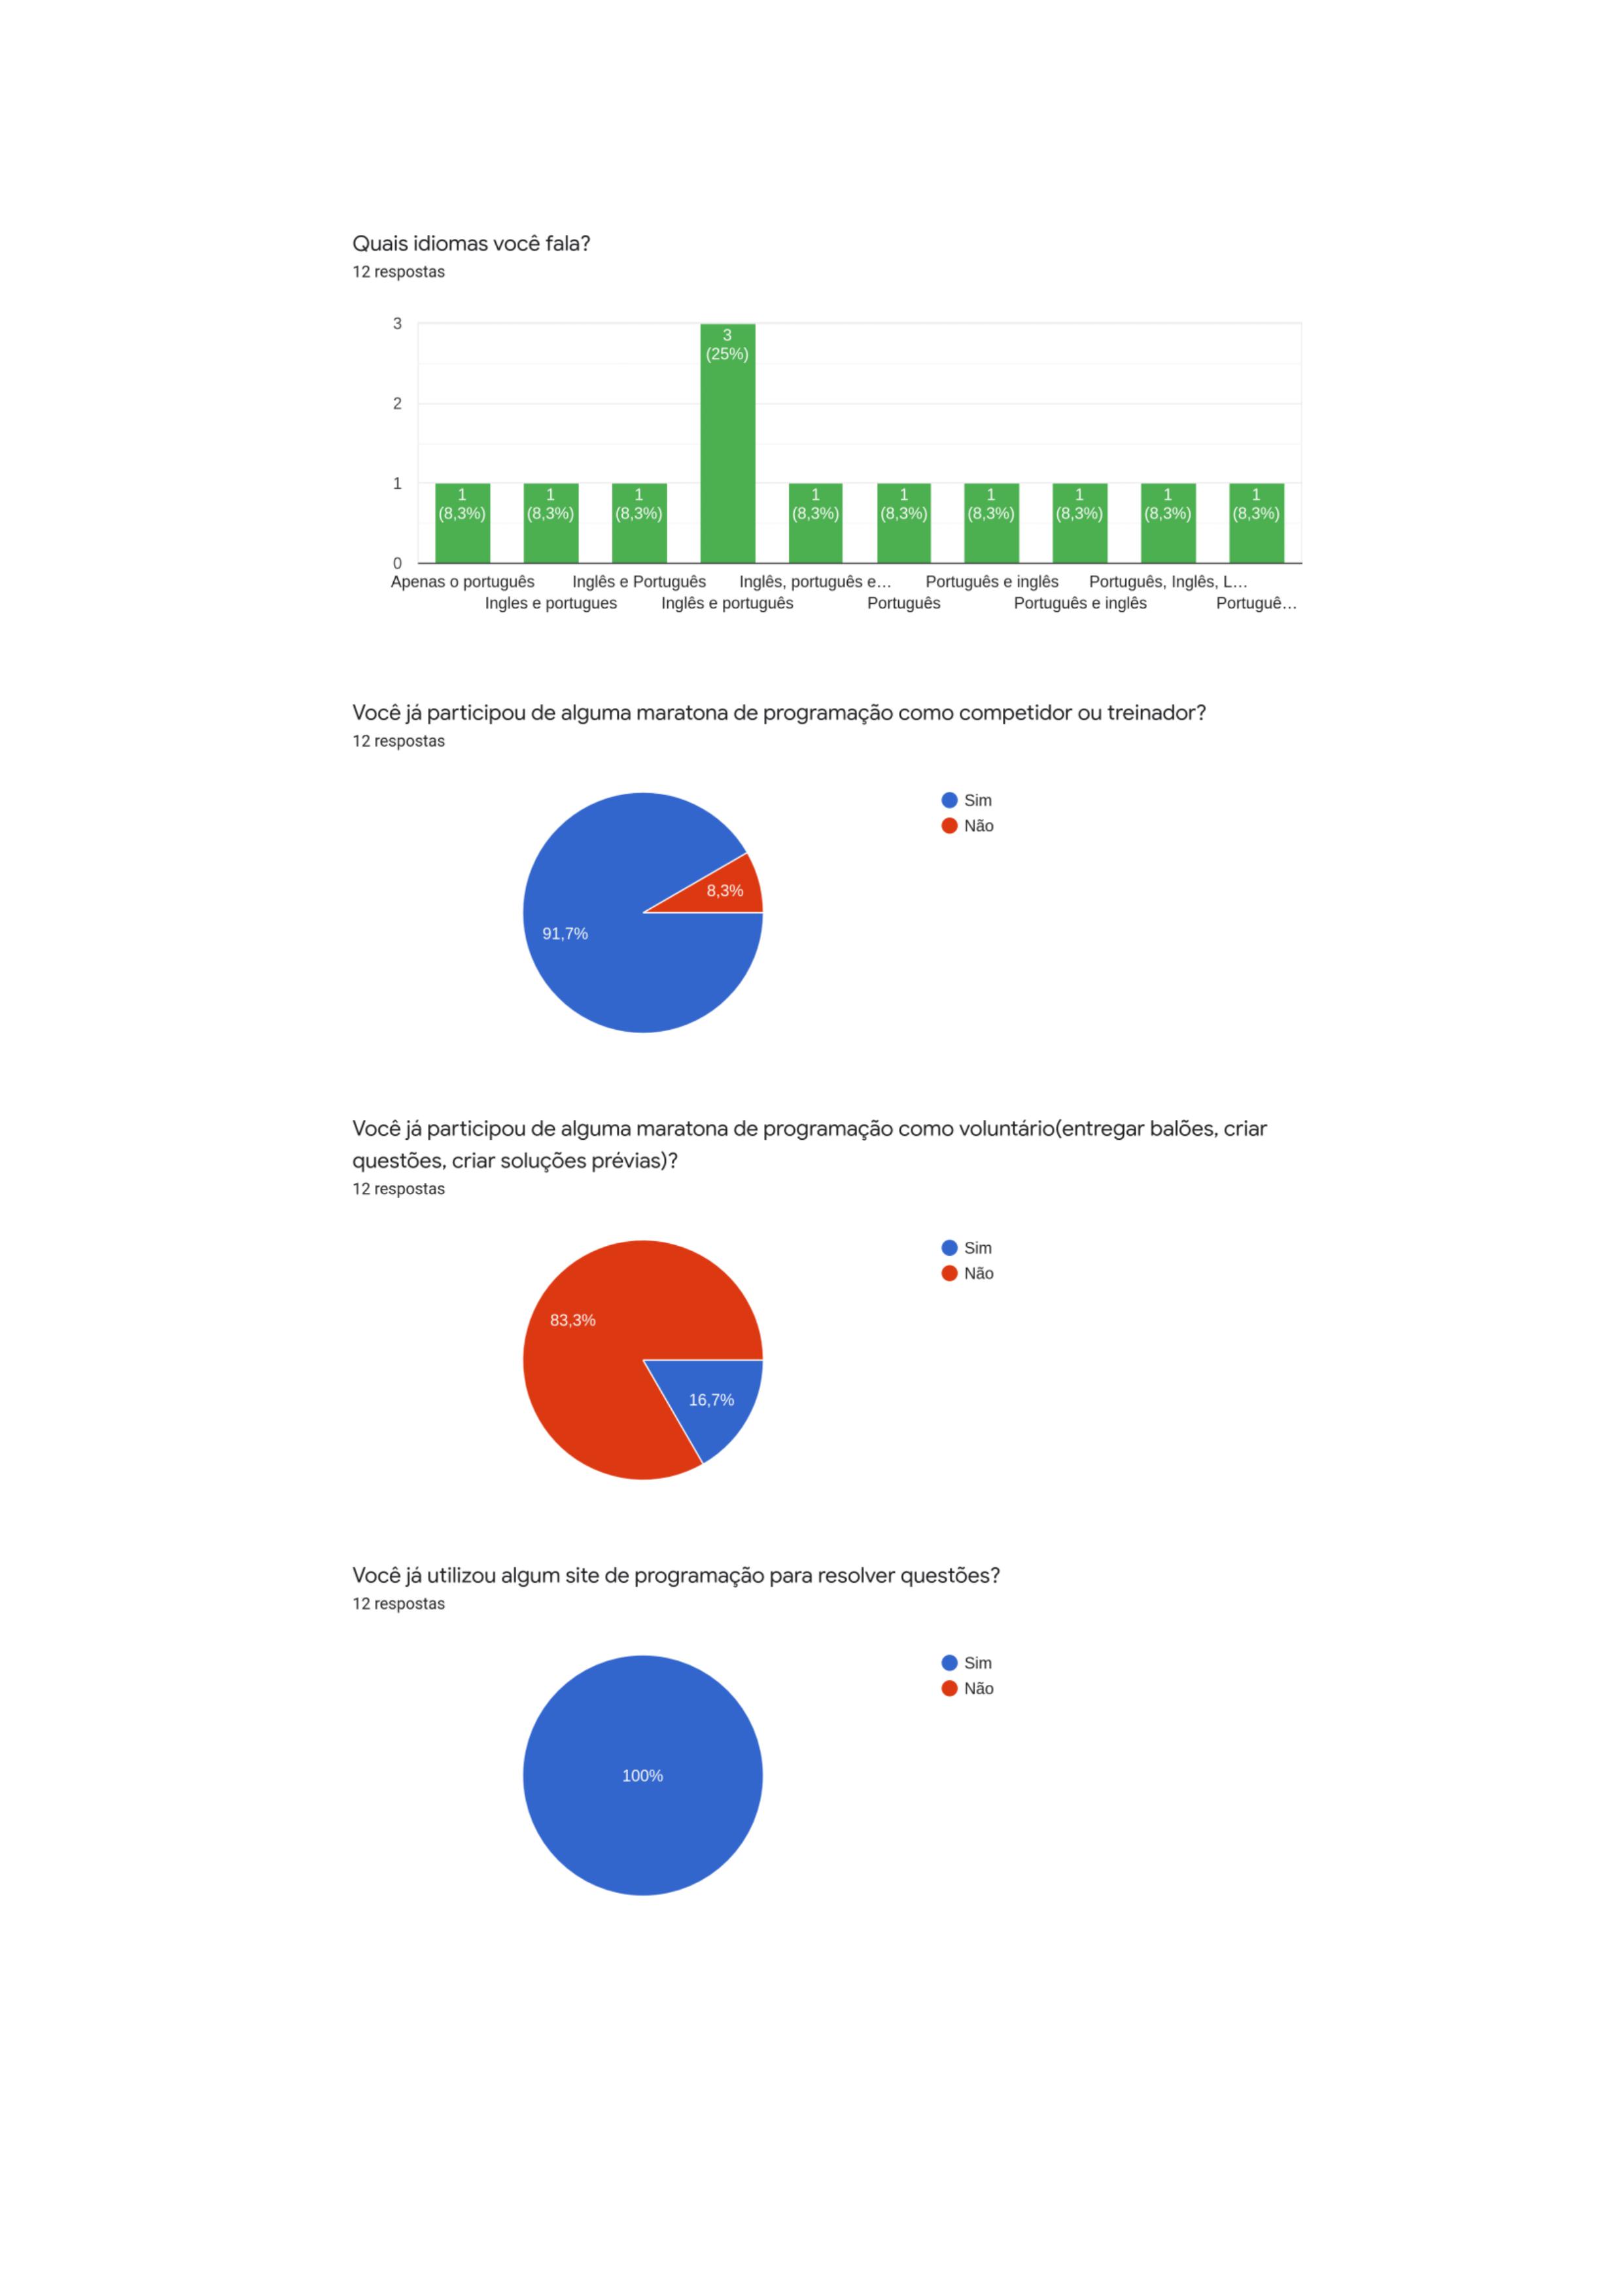 Quais idiomas você fala?
12 respostas
3
2
1
0
3
(25%)
1
(8,3%)
1
(8,3%)
1
(8,3%)
1
(8,3%)
1
(8,3%)
1
(8,3%)
1
(8,3%)
1
(8,3%)
1
(8,3%)
Apenas o português
Ingles e portugues
Inglês e Português
Inglês e português
Inglês, português e…
Português
Português e inglês
Português e inglês
Português, Inglês, L…
Portuguê…
Você já participou de alguma maratona de programação como competidor ou treinador?
12 respostas
Sim
Não
8,3%
91,7%
Você já participou de alguma maratona de programação como voluntário(entregar balões, criar
questões, criar soluções prévias)?
12 respostas
Sim
Não
83,3%
16,7%
Você já utilizou algum site de programação para resolver questões?
12 respostas
Sim
Não
100%